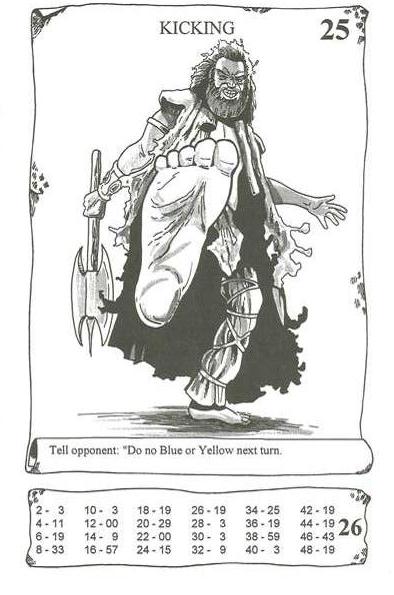 KICKING
25
Tell opponent: "Do no Blue or Yellow next turn.
2 - 3 10 - 3 18 - 19 26 - 19 34 - 25 42 - 19
4 - 11 12 - 00 20 - 29 28 - 3 36 - 19 44 - 19
6 - 19 14 - 9 22 - 00 30 - 3 38 - 59 46 - 43
8 - 33 16 - 57 24 - 15 32 - 9 40 - 3 48 - 19
26